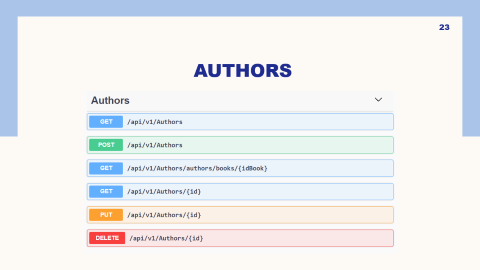 23
AUTHORS
Authors
GET /api/v1/Authors
POST /api/v1/Authors
GET /api/v1/Authors/authors/books/{idBook}
GET /api/v1/Authors/{id}
PUT /api/v1/Authors/{id}
DELETE /api/v1/Authors/{id}